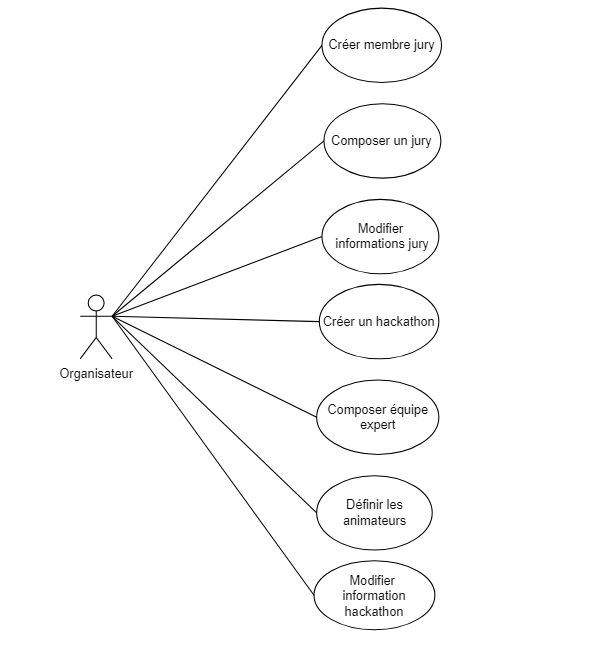 Créer membre jury
Composer un jury
Modifier
informations jury
Créer un hackathon
Organisateur
Composer équipe
expert
Définir les
animateurs
Modifier
information
hackathon